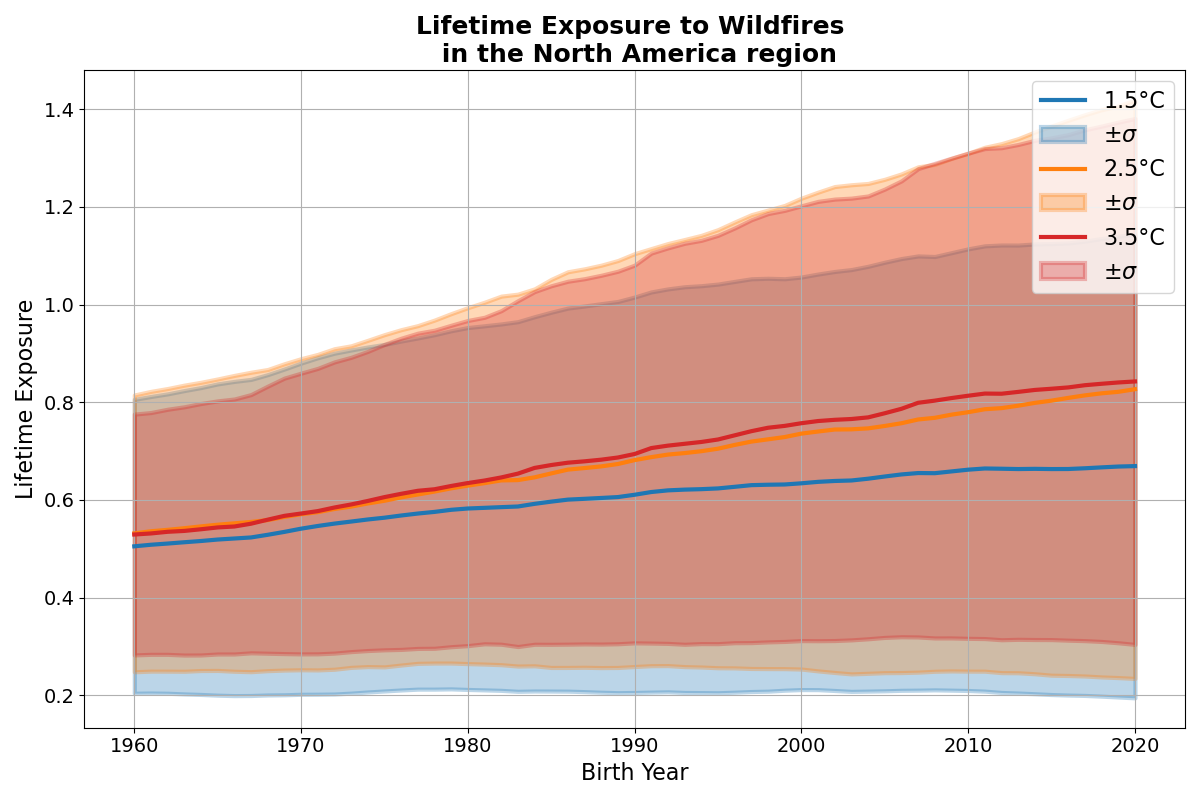 Lifetime Exposure to Wildfires
in the North America region
1.5°C
±σ
2.5°C
±σ
3.5°C
±σ
Lifetime Exposure
1.4
1.2
1.0
0.8
0.6
0.4
0.2
1960 1970 1980 1990 2000 2010 2020
Birth Year